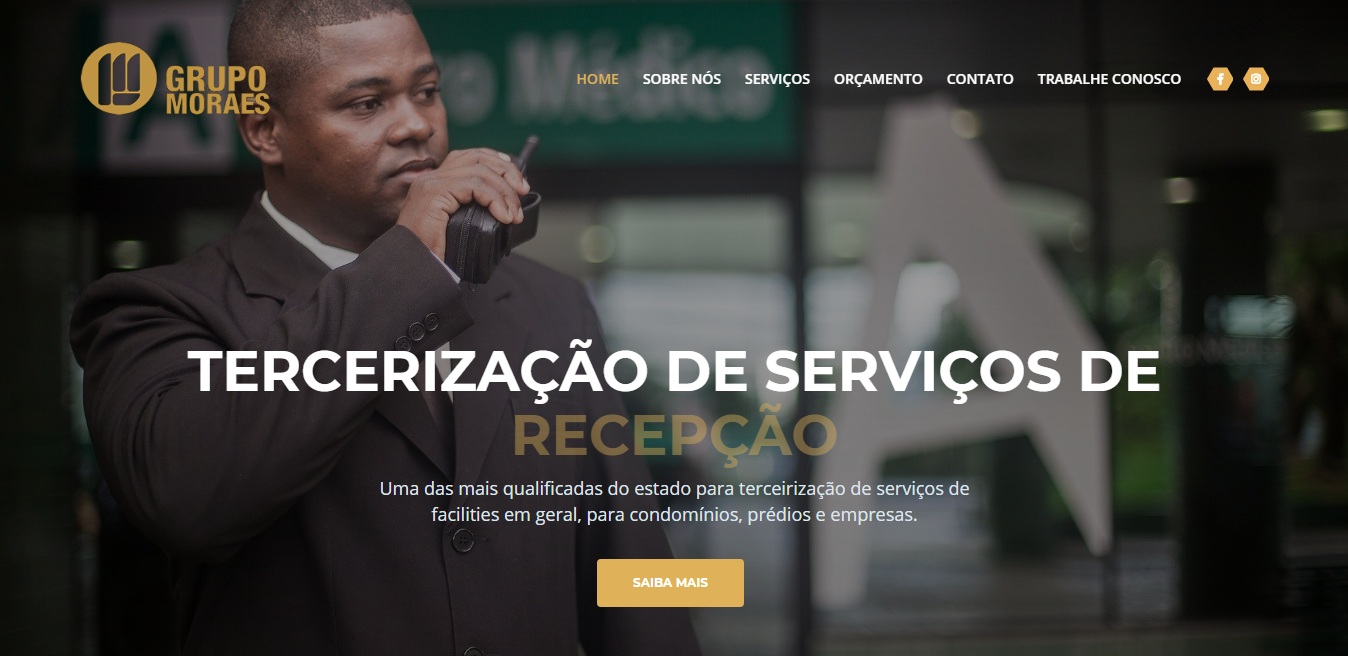 GRUPO
MORAES
HOME SOBRE NÓS SERVIÇOS ORÇAMENTO CONTATO TRABALHE CONOSCO
Médico
A
TERCERIZAÇÃO DE SERVIÇOS DE
RECEPÇÃO
Uma das mais qualificadas do estado para terceirização de serviços de
facilities em geral, para condomínios, prédios e empresas.
SAIBA MAIS